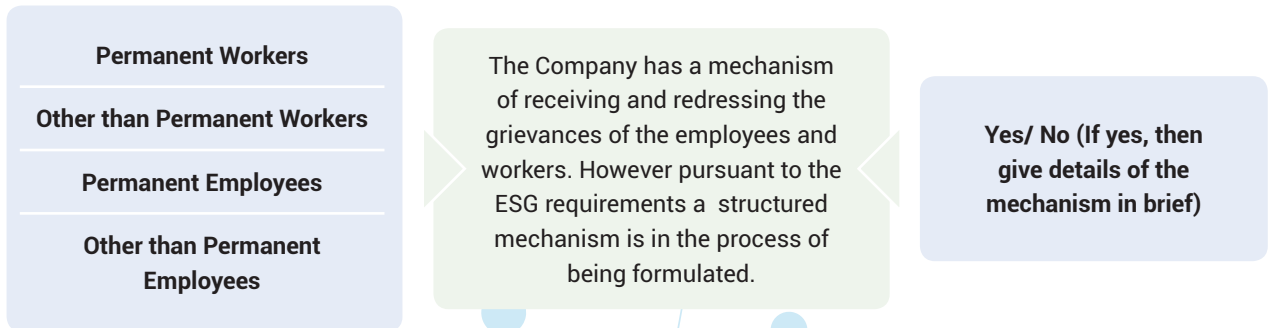 Permanent Workers
Other than Permanent Workers
Permanent Employees
Other than Permanent
Employees
The Company has a mechanism
of receiving and redressing the
grievances of the employees and
workers. However pursuant to the
ESG requirements a  structured
mechanism is in the process of
being formulated.
Yes/ No (If yes, then
give details of the
mechanism in brief)